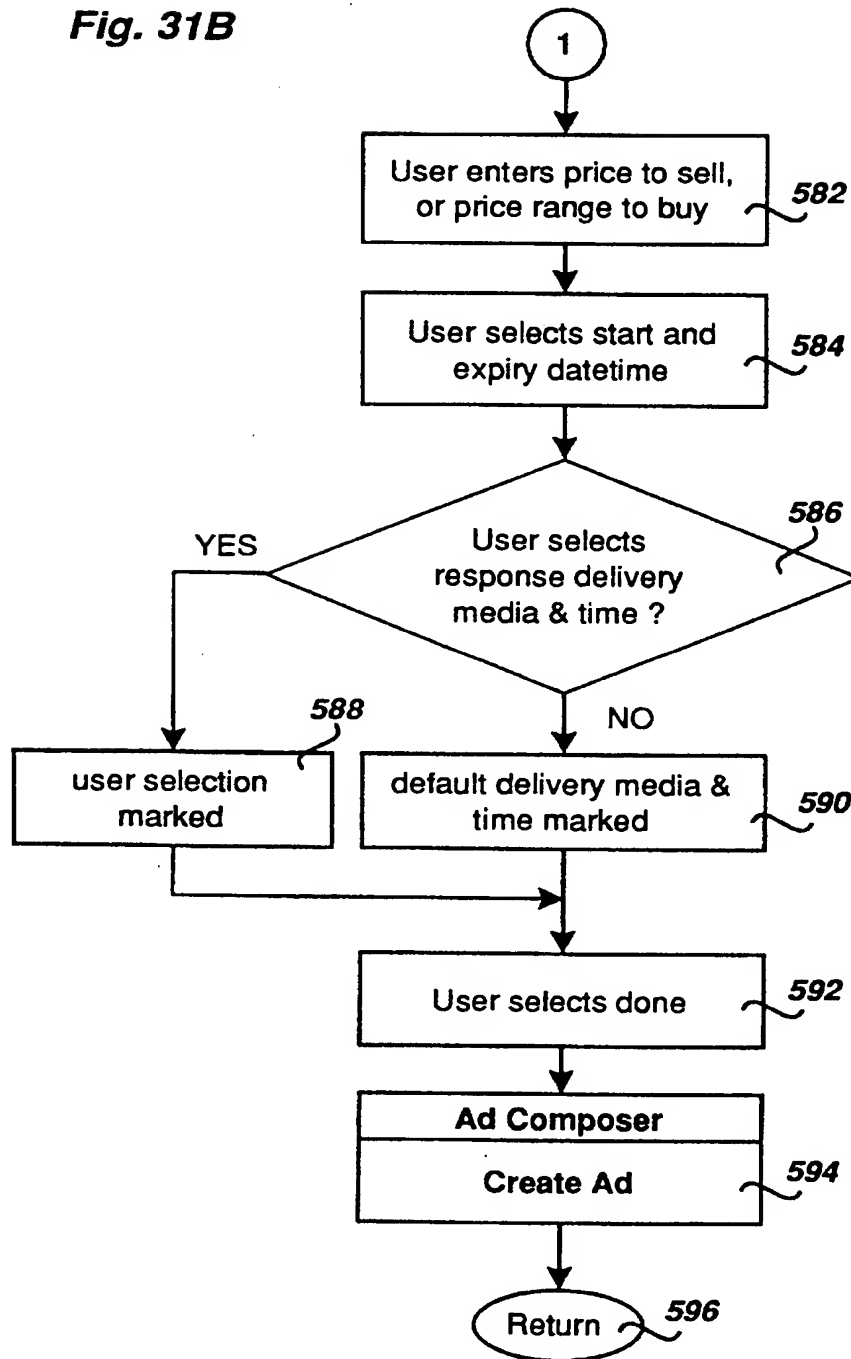 Fig. 31B
1
User enters price to sell,
or price range to buy
582
User selects start and
expiry datetime
584
586
YES
User selects
response delivery
media & time ?
588
NO
user selection
marked
default delivery media &
time marked
590
User selects done
592
Ad Composer
Create Ad
594
Return
596